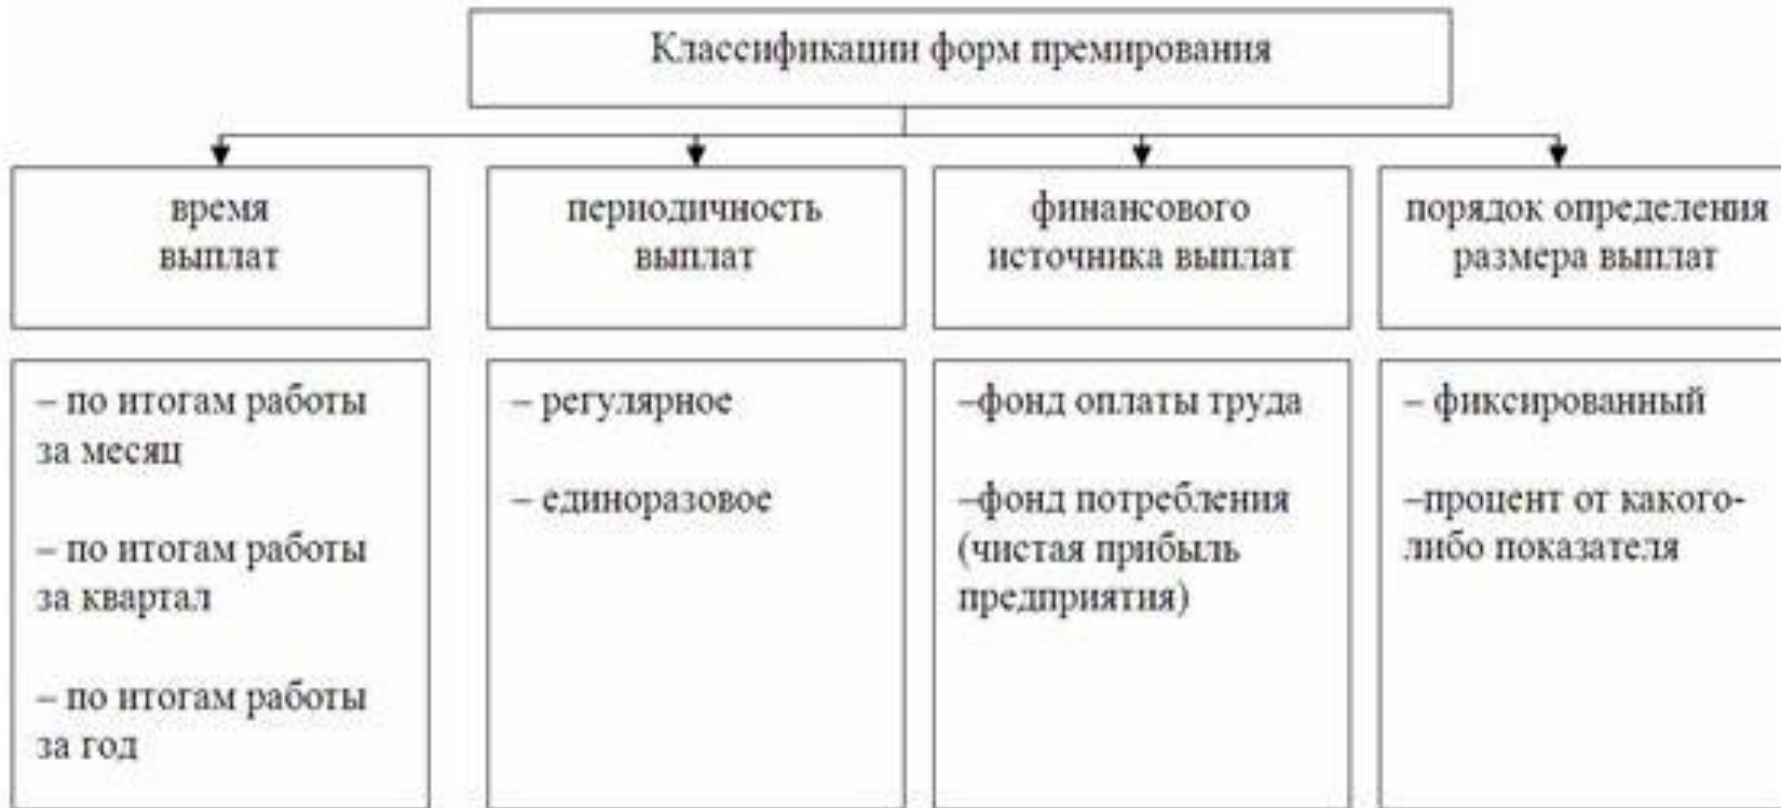 Классификации форм премирования
время
выплат
периодичность
выплат
финансового
источника выплат
порядок определения
размера выплат
– по итогам работы
за месяц
– по итогам работы
за квартал
– по итогам работы
за год
– регулярное
– единоразовое
–фонд оплаты труда
–фонд потребления
(чистая прибыль
предприятия)
– фиксированный
–процент от какого-
либо показателя